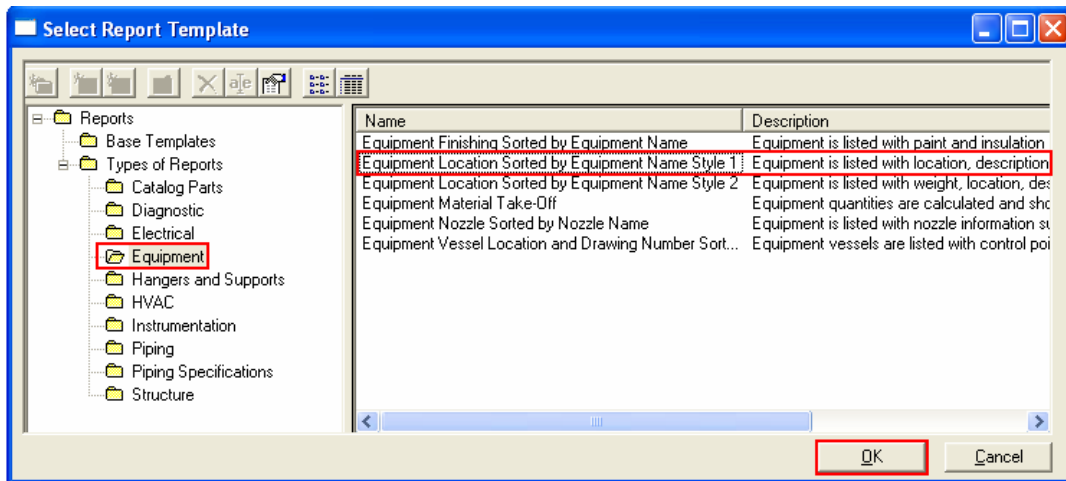 Select Report Template
Reports
Base Templates
Types of Reports
Catalog Parts
Diagnostic
Electrical
Equipment
Hangers and Supports
HVAC
Instrumentation
Piping
Piping Specifications
Structure
Name Description
Equipment Finishing Sorted by Equipment Name Equipment is listed with paint and insulation
Equipment Location Sorted by Equipment Name Style 1 Equipment is listed with location, description
Equipment Location Sorted by Equipment Name Style 2 Equipment is listed with weight, location, des
Equipment Material Take-Off Equipment quantities are calculated and sho
Equipment Nozzle Sorted by Nozzle Name Equipment is listed with nozzle information su
Equipment Vessel Location and Drawing Number Sort... Equipment vessels are listed with control poi
OK Cancel